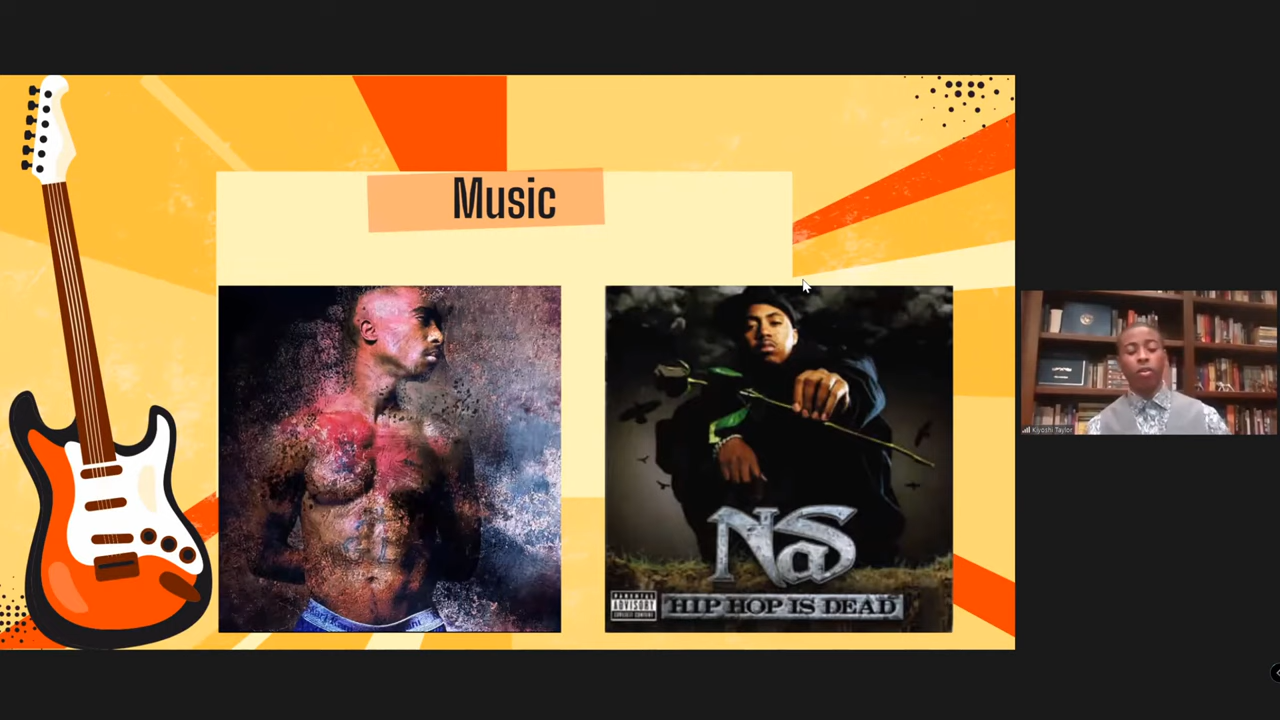 Music
NaS
PARENTAL
ADVISORY
EXPLICIT CONTENT
HIP HOP IS DEAD
Kiyoshi Taylor